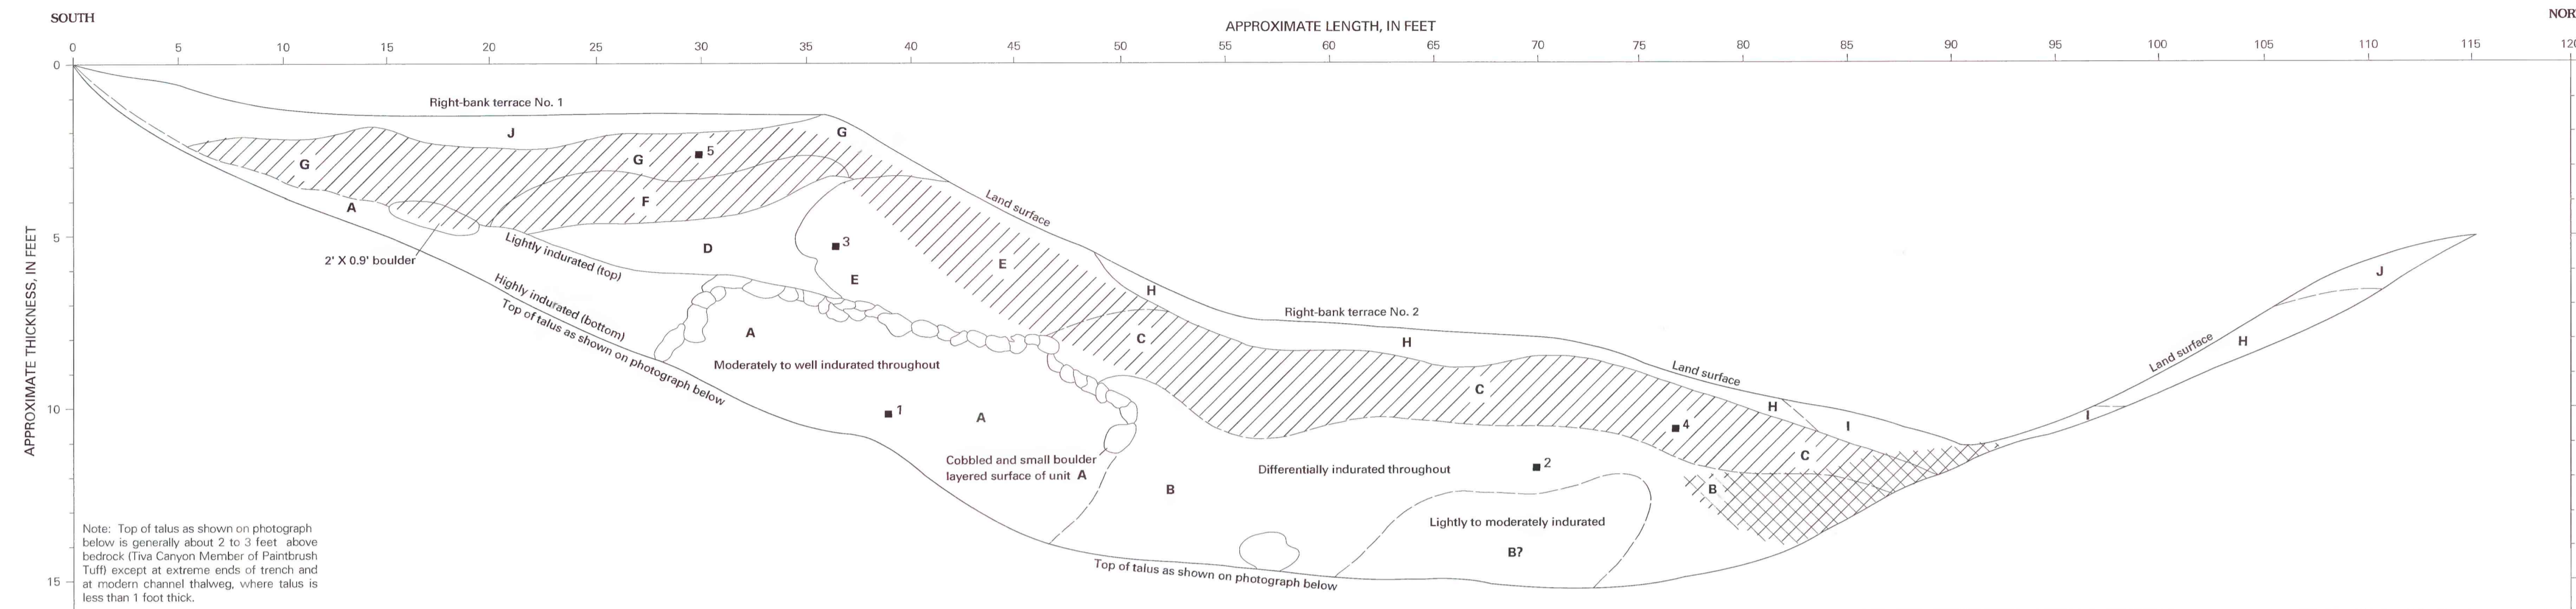 SOUTH
NOR
APPROXIMATE LENGTH, IN FEET
0 5 10 15 20 25 30 35 40 45 50 55 60 65 70 75 80 85 90 95 100 105 110 115 120
APPROXIMATE THICKNESS, IN FEET
0
5
10
15
Right-bank terrace No. 1
J
G
G
G
5
A
F
2' X 0.9' boulder
Lightly indurated (top)
D
3
E
E
Land surface
Highly indurated (bottom)
Top of talus as shown on photograph below
A
Moderately to well indurated throughout
1
A
Cobbled and small boulder
layered surface of unit A
H
Right-bank terrace No. 2
H
C
C
Land surface
H
I
4
C
B
Differentially indurated throughout
2
B
Lightly to moderately indurated
B?
Top of talus as shown on photograph below
I
Land surface
H
J
Note: Top of talus as shown on photograph
below is generally about 2 to 3 feet above
bedrock (Tiva Canyon Member of Paintbrush
Tuff) except at extreme ends of trench and
at modern channel thalweg, where talus is
less than 1 foot thick.